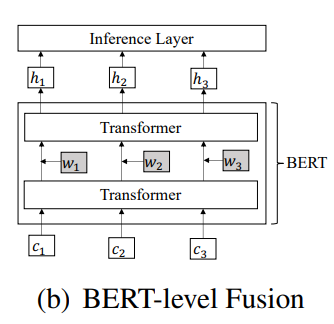 Inference Layer
h₁ h₂ h₃
Transformer
w₁ w₂ w₃
BERT
Transformer
c₁ c₂ c₃
(b) BERT-level Fusion